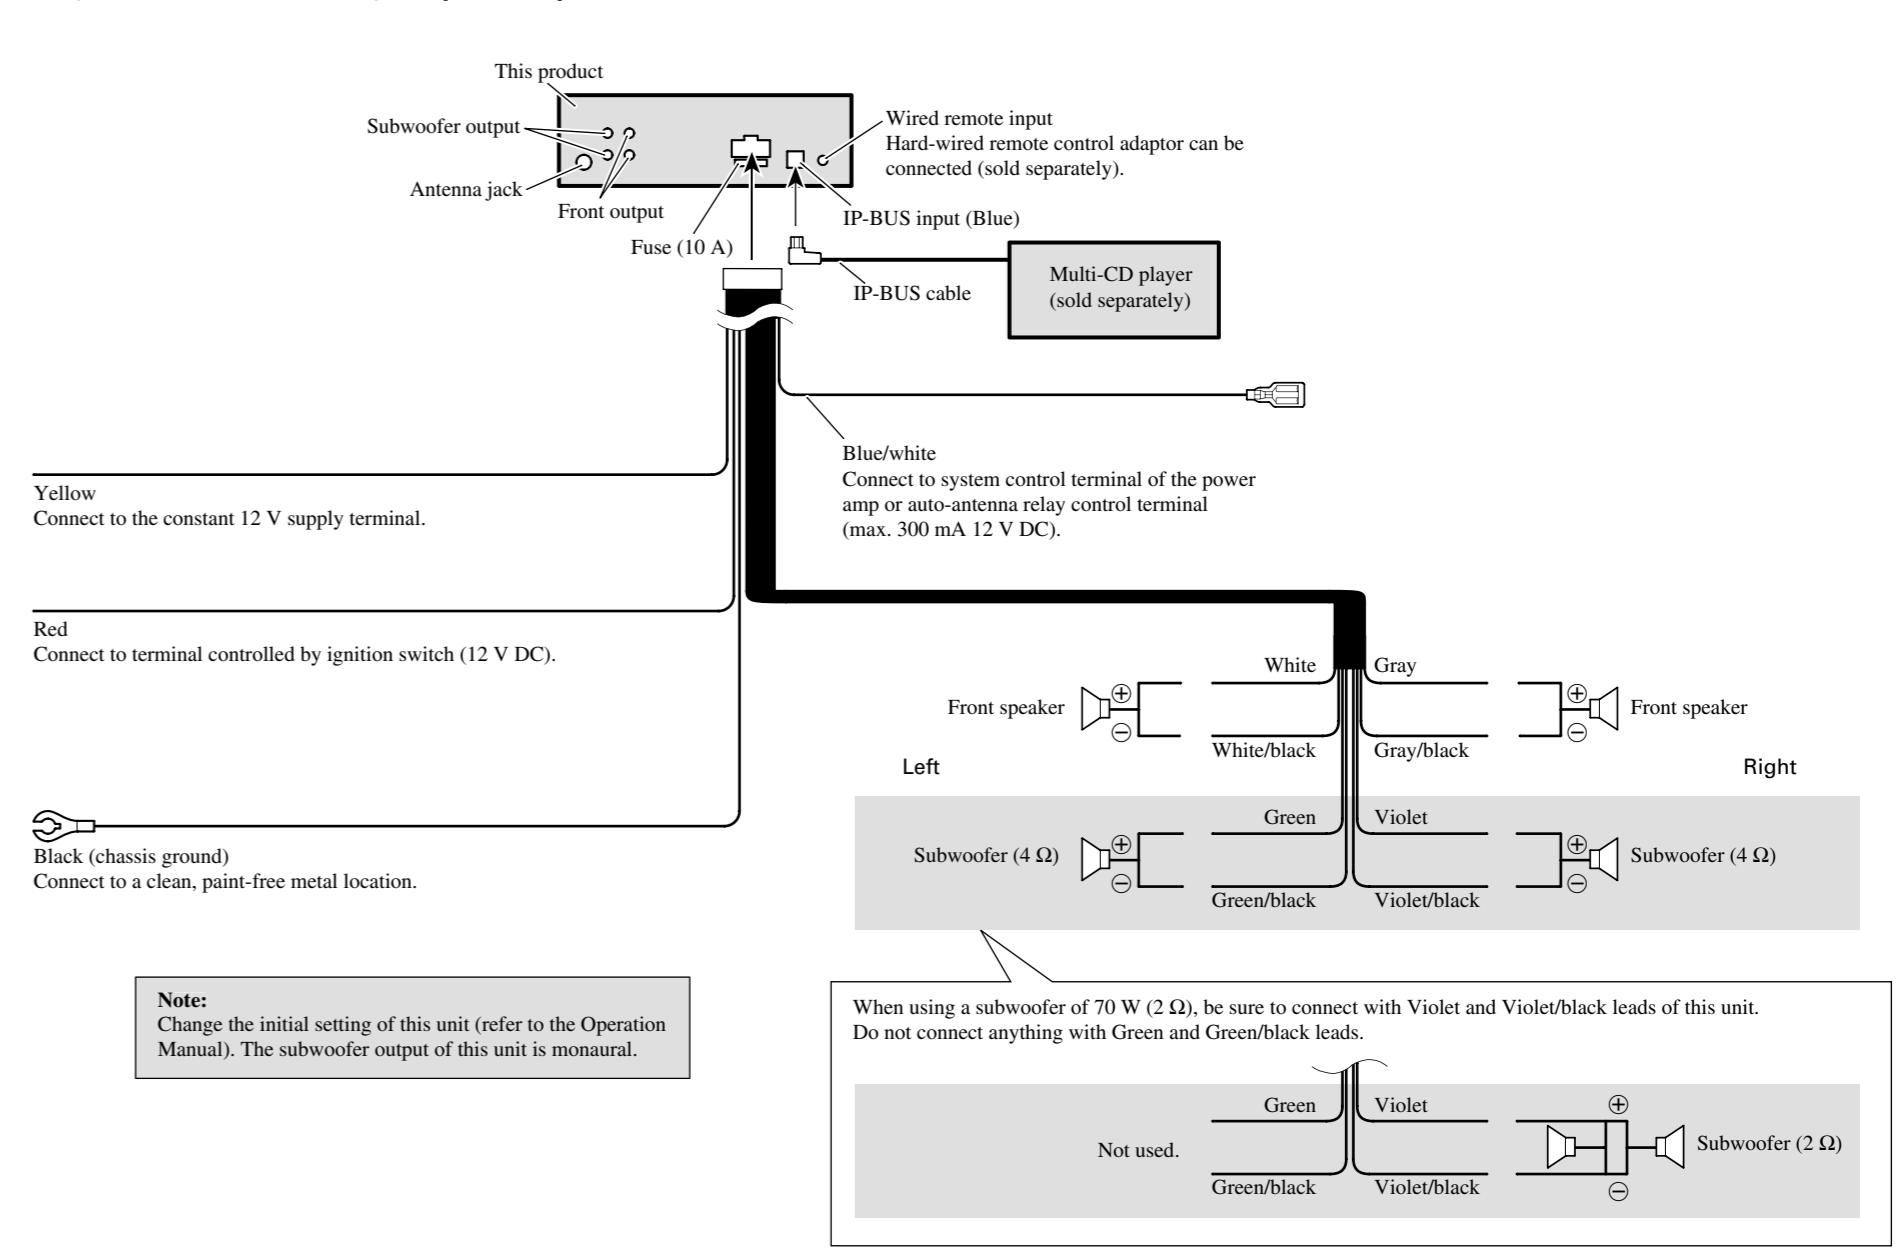 This product
Subwoofer output
Antenna jack
Front output
Fuse (10 A)
Wired remote input
Hard-wired remote control adaptor can be
connected (sold separately).
IP-BUS input (Blue)
IP-BUS cable
Multi-CD player
(sold separately)
Blue/white
Connect to system control terminal of the power
amp or auto-antenna relay control terminal
(max. 300 mA 12 V DC).
Yellow
Connect to the constant 12 V supply terminal.
Red
Connect to terminal controlled by ignition switch (12 V DC).
Black (chassis ground)
Connect to a clean, paint-free metal location.
White
Gray
Front speaker
⊕
⊕
Front speaker
⊖
⊖
White/black
Gray/black
Left
Right
Green
Violet
Subwoofer (4 Ω)
⊕
⊕
Subwoofer (4 Ω)
⊖
⊖
Green/black
Violet/black
Note:
Change the initial setting of this unit (refer to the Operation
Manual). The subwoofer output of this unit is monaural.
When using a subwoofer of 70 W (2 Ω), be sure to connect with Violet and Violet/black leads of this unit.
Do not connect anything with Green and Green/black leads.
Green
Violet
⊕
Not used.
Subwoofer (2 Ω)
Green/black
Violet/black
⊖